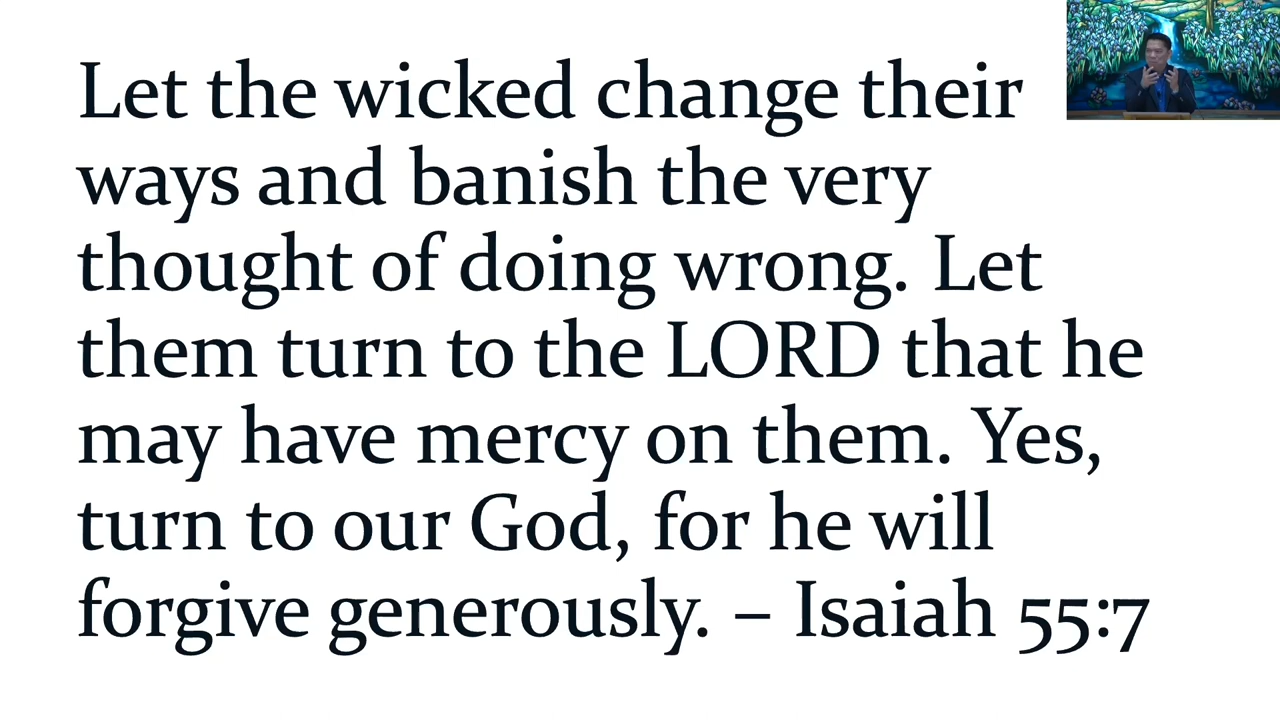 Let the wicked change their
ways and banish the very
thought of doing wrong. Let
them turn to the LORD that he
may have mercy on them. Yes,
turn to our God, for he will
forgive generously. – Isaiah 55:7